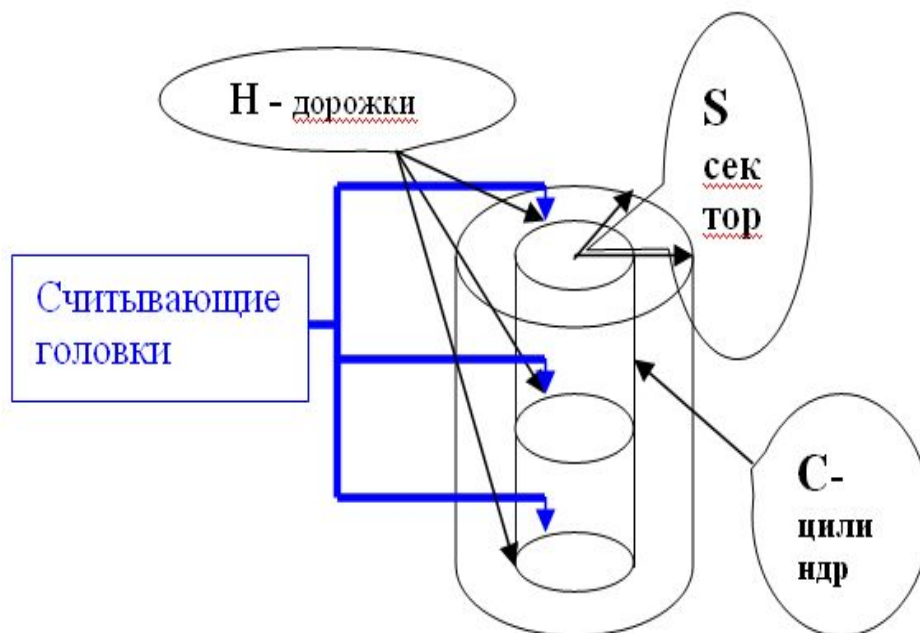 H - дорожки
S
сек
тор
Считывающие
головки
C-
цили
ндр